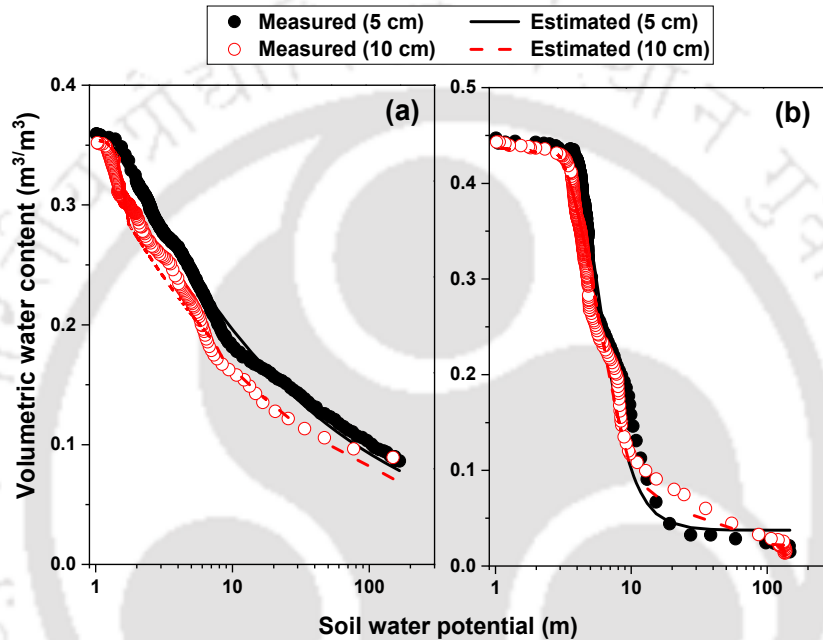 Measured (5 cm) Estimated (5 cm)
Measured (10 cm) Estimated (10 cm)
(a)
(b)
0.4
0.3
0.2
0.1
0.0
0.5
0.4
0.3
0.2
0.1
0.0
1 10 100
1 10 100
Volumetric water content (m³/m³)
Soil water potential (m)